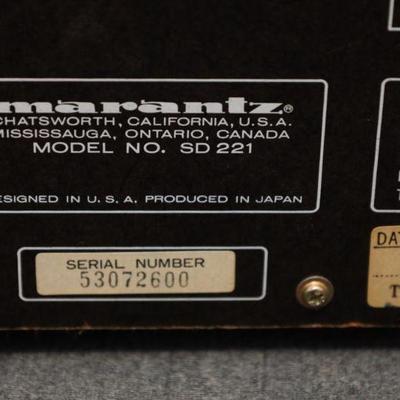 marantz®
CHATSWORTH, CALIFORNIA, U.S.A.
MISSISSAUGA, ONTARIO, CANADA
MODEL NO. SD 221
DESIGNED IN U.S.A. PRODUCED IN JAPAN
SERIAL NUMBER
53072600
DAT
T